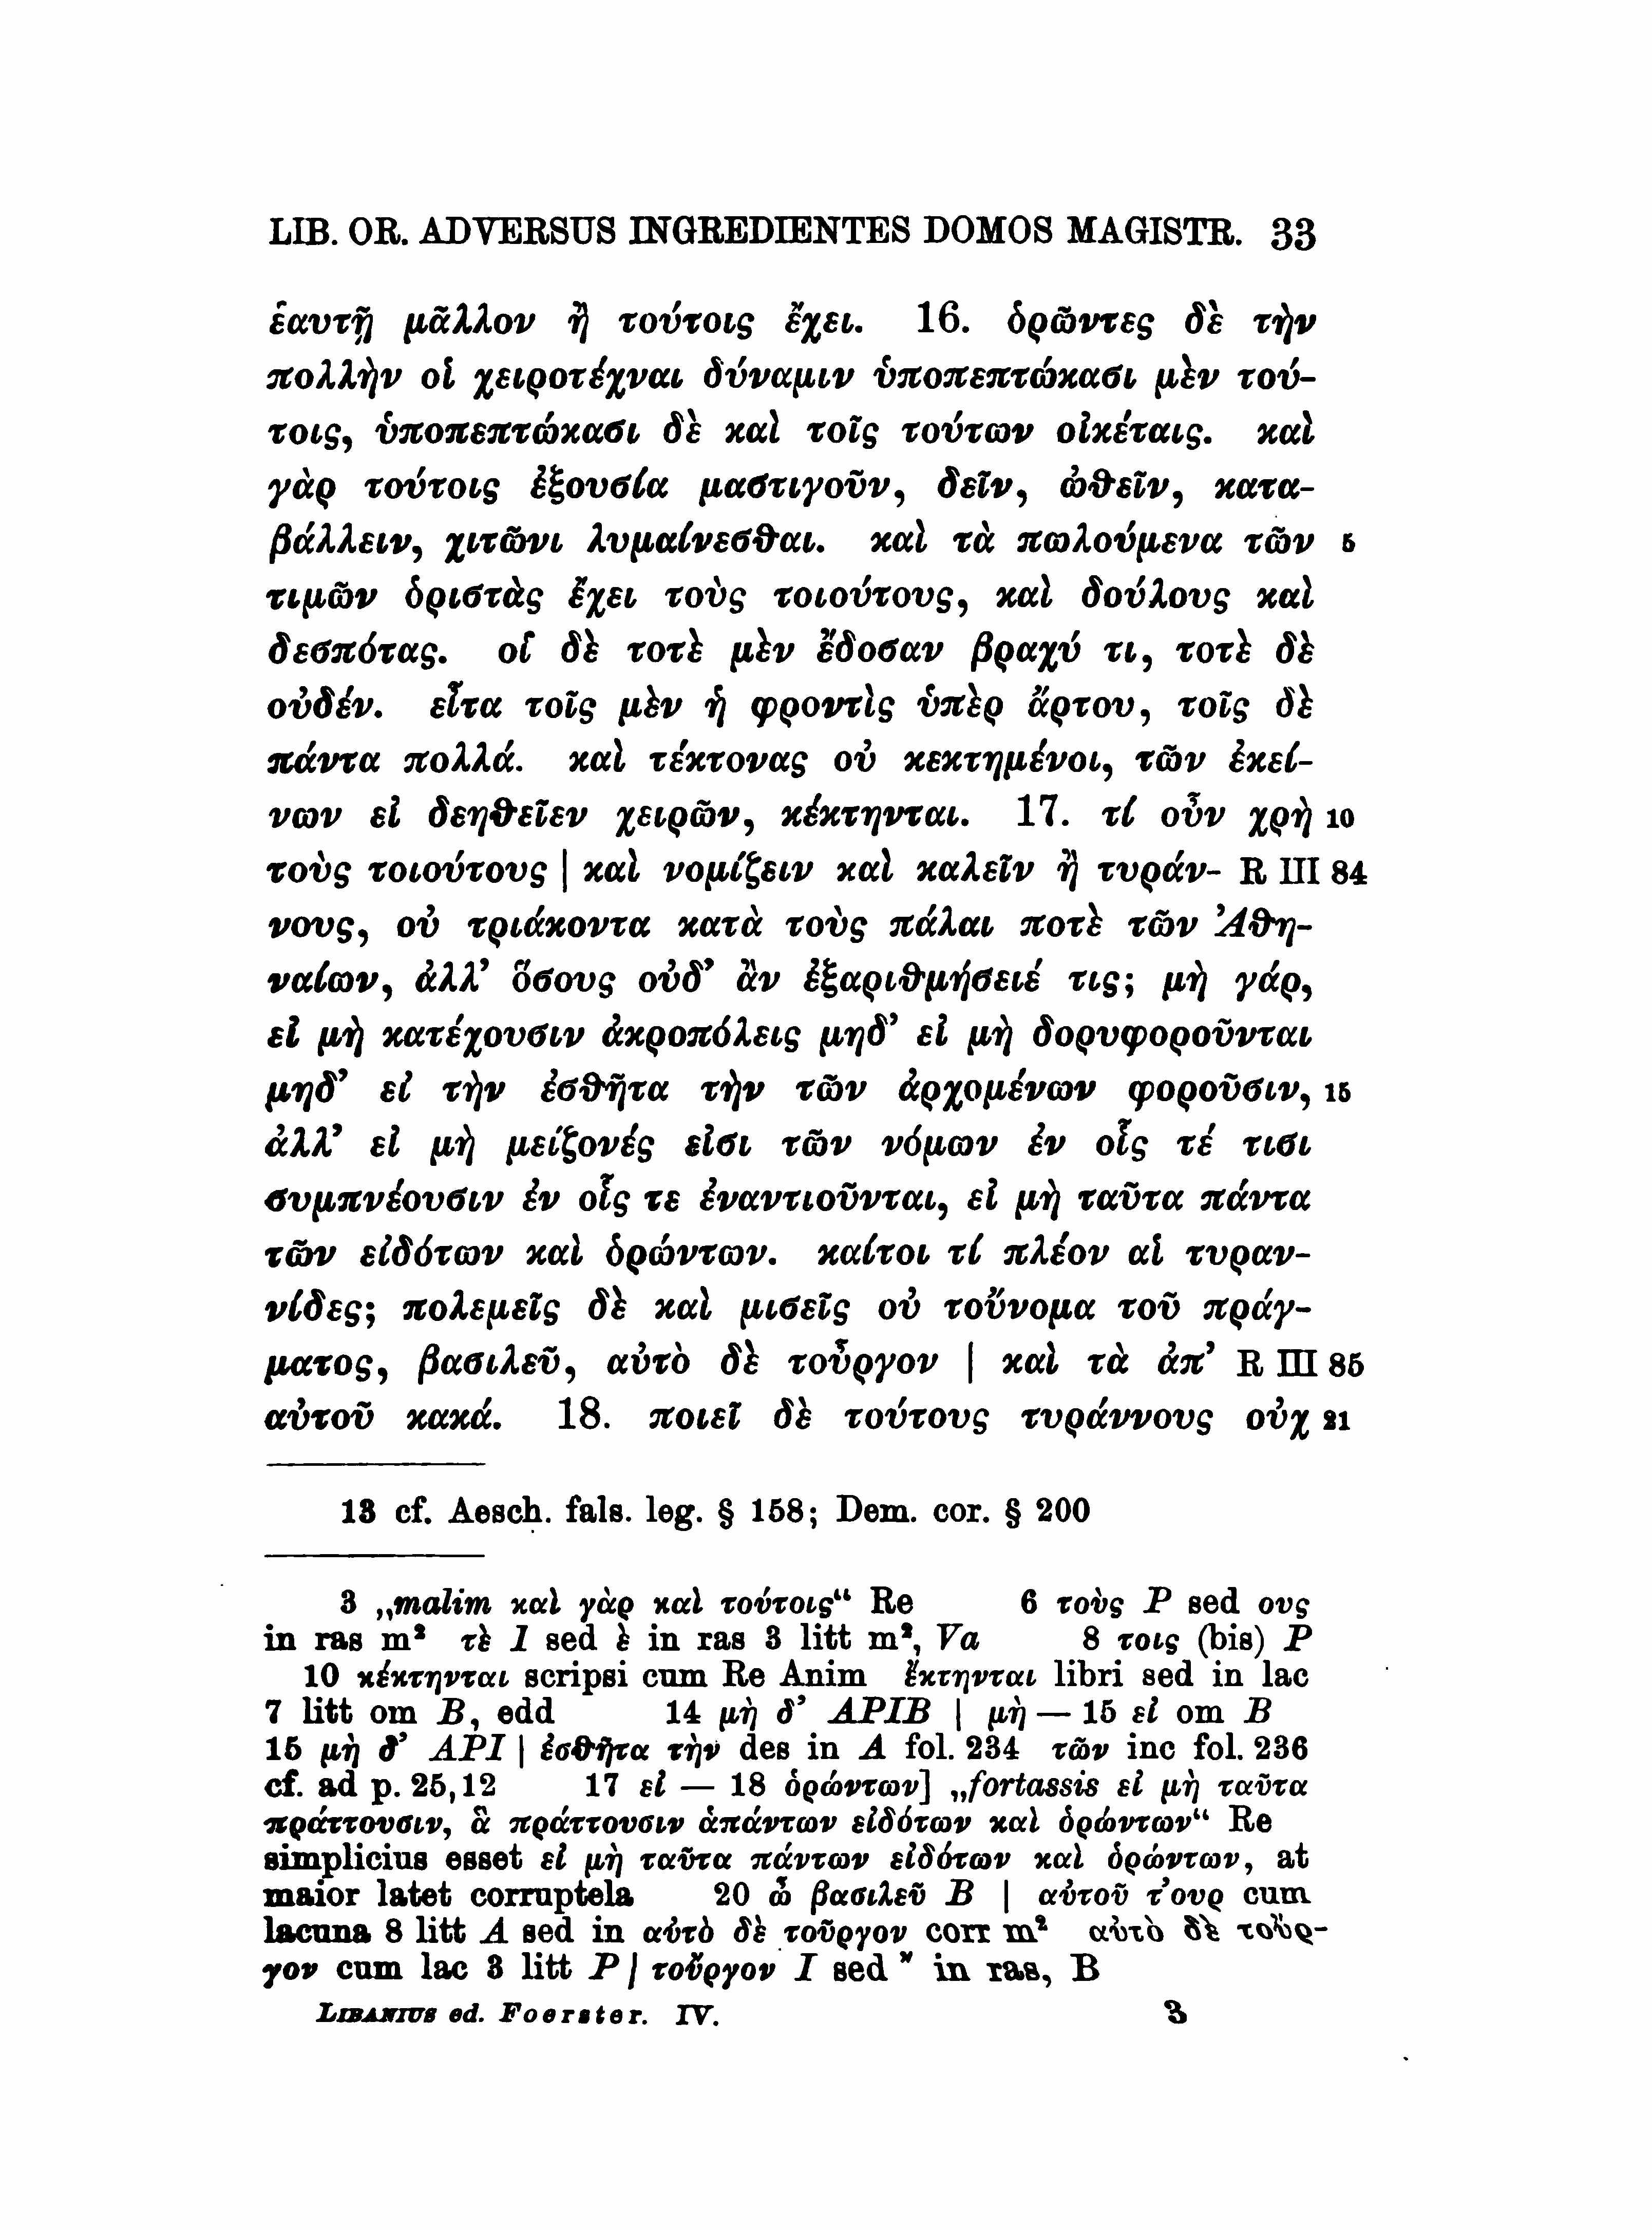 LIB. OR. ADVERSUS INGREDIENTES DOMOS MAGISTR. 33
ἑαυτῇ μᾶλλον ἢ τούτοις ἔχει. 16. ὁρῶντες δὲ τὴν
πολλὴν οἱ χειροτέχναι δύναμιν ὑποπεπτώκασι μὲν τού-
τοις, ὑποπεπτώκασι δὲ καὶ τοῖς τούτων οἰκέταις. καὶ
γὰρ τούτοις ἐξουσία μαστιγοῦν, δεῖν, ὠθεῖν, κατα-
βάλλειν, χιτῶνι λυμαίνεσθαι. καὶ τὰ πωλούμενα τῶν 5
τιμῶν ὁριστὰς ἔχει τοὺς τοιούτους, καὶ δούλους καὶ
δεσπότας. οἳ δὲ τοτὲ μὲν ἔδοσαν βραχύ τι, τοτὲ δὲ
οὐδέν. εἶτα τοῖς μὲν ἡ φροντὶς ὑπὲρ ἄρτου, τοῖς δὲ
πάντα πολλά. καὶ τέκτονας οὐ κεκτημένοι, τῶν ἐκεί-
νων εἰ δεηθεῖεν χειρῶν, κέκτηνται. 17. τί οὖν χρὴ 10
τοὺς τοιούτους | καὶ νομίζειν καὶ καλεῖν ἢ τυράν- R III 84
νους, οὐ τριάκοντα κατὰ τοὺς πάλαι ποτὲ τῶν Ἀθη-
ναίων, ἀλλ’ ὅσους οὐδ’ ἂν ἐξαριθμήσειέ τις; μὴ γάρ,
εἰ μὴ κατέχουσιν ἀκροπόλεις μηδ’ εἰ μὴ δορυφοροῦνται
μηδ’ εἰ τὴν ἐσθῆτα τὴν τῶν ἀρχομένων φοροῦσιν, 15
ἀλλ’ εἰ μὴ μείζονές εἰσι τῶν νόμων ἐν οἷς τέ τισι
συμπνέουσιν ἐν οἷς τε ἐναντιοῦνται, εἰ μὴ ταῦτα πάντα
τῶν εἰδότων καὶ ὁρώντων. καίτοι τί πλέον αἱ τυραν-
νίδες; πολεμεῖς δὲ καὶ μισεῖς οὐ τοὔνομα τοῦ πράγ-
ματος, βασιλεῦ, αὐτὸ δὲ τοὖργον | καὶ τὰ ἀπ’ R III 85
αὐτοῦ κακά. 18. ποιεῖ δὲ τούτους τυράννους οὐχ 21
13 cf. Aesch. fals. leg. § 158; Dem. cor. § 200
3 „malim καὶ γὰρ καὶ τούτοις“ Re 6 τοὺς P sed ους
in ras m² τὲ I sed ὲ in ras 3 litt m², Va 8 τοις (bis) P
10 κέκτηνται scripsi cum Re Anim ἔκτηνται libri sed in lac
7 litt om B, edd 14 μὴ δ’ APIB | μὴ — 15 εἰ om B
15 μὴ δ’ API | ἐσθῆτα τὴν des in A fol. 234 τῶν inc fol. 236
cf. ad p. 25,12 17 εἰ — 18 ὁρώντων] „fortassis εἰ μὴ ταῦτα
πράττουσιν, ἃ πράττουσιν ἁπάντων εἰδότων καὶ ὁρώντων“ Re
simplicius esset εἰ μὴ ταῦτα πάντων εἰδότων καὶ ὁρώντων, at
maior latet corruptela 20 ὦ βασιλεῦ B | αὐτοῦ τ’ουρ cum
lacuna 8 litt A sed in αὐτὸ δὲ τοῦργον corr m² αὐτὸ δὲ τοὔρ-
γον cum lac 3 litt P | τοὔργον I sed ῎ in ras, B
LIBANIUS ed. Foerster. IV. 3